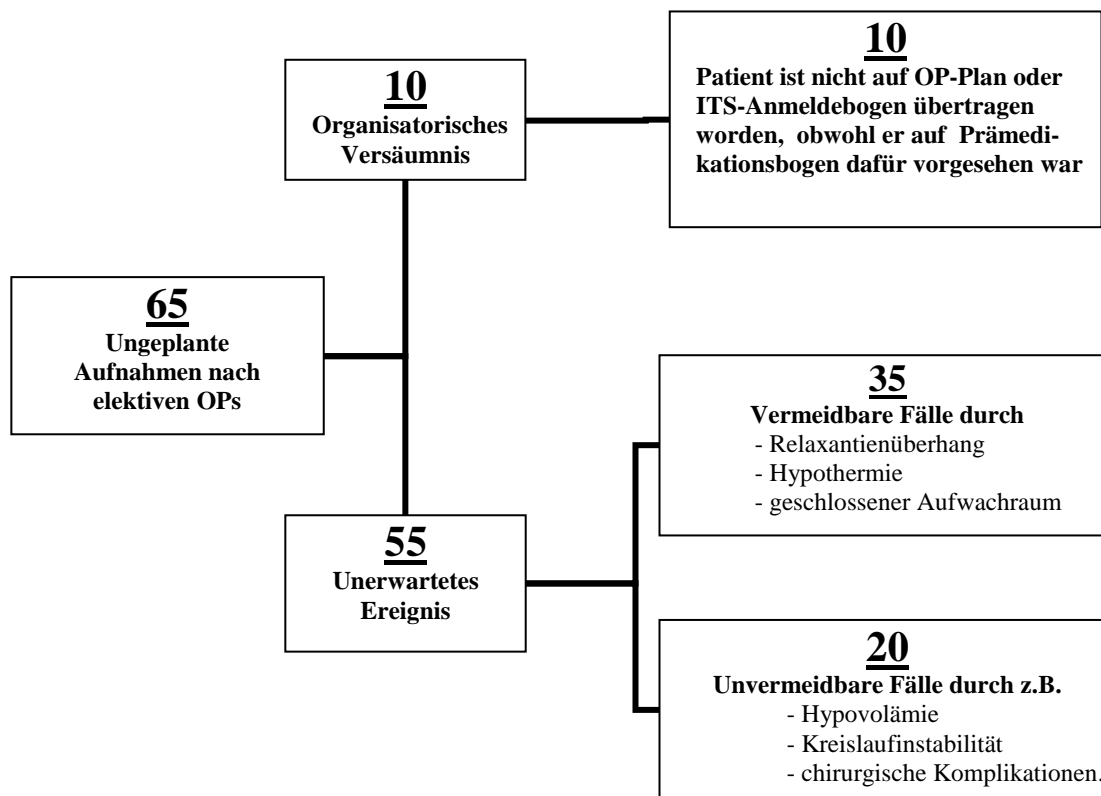 10
Organisatorisches
Versäumnis
10
Patient ist nicht auf OP-Plan oder
ITS-Anmeldebogen übertragen
worden, obwohl er auf Prämedi-
kationsbogen dafür vorgesehen war
65
Ungeplante
Aufnahmen nach
elektiven OPs
55
Unerwartetes
Ereignis
35
Vermeidbare Fälle durch
- Relaxantienüberhang
- Hypothermie
- geschlossener Aufwachraum
20
Unvermeidbare Fälle durch z.B.
- Hypovolämie
- Kreislaufinstabilität
- chirurgische Komplikationen.